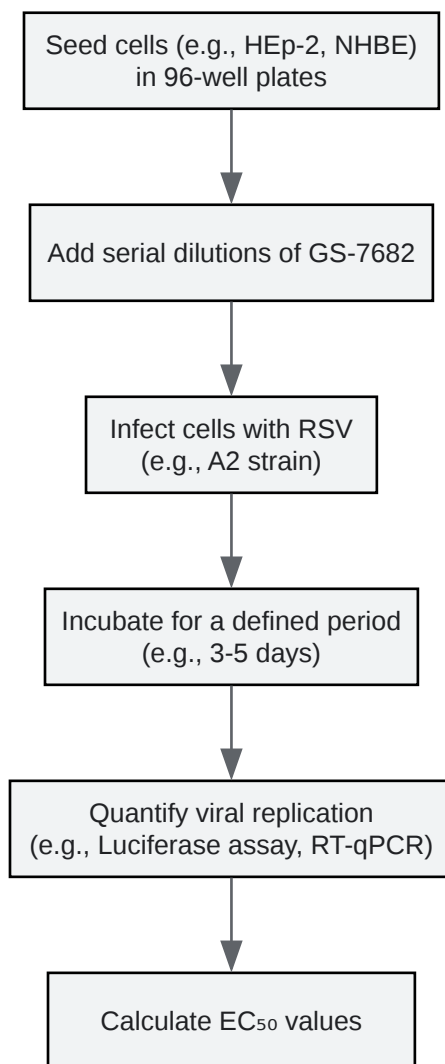 Seed cells (e.g., HEp-2, NHBE)
in 96-well plates
Add serial dilutions of GS-7682
Infect cells with RSV
(e.g., A2 strain)
Incubate for a defined period
(e.g., 3-5 days)
Quantify viral replication
(e.g., Luciferase assay, RT-qPCR)
Calculate EC₅₀ values